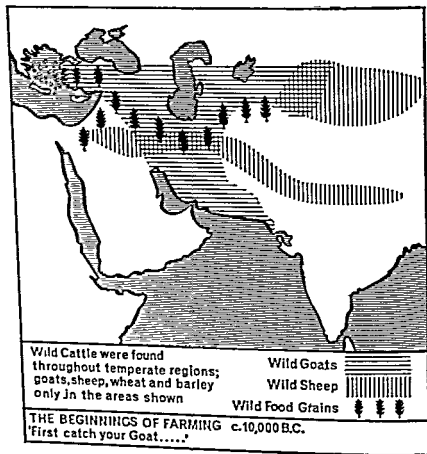 Wild Cattle were found
throughout temperate regions;
goats, sheep, wheat and barley
only in the areas shown
Wild Goats
Wild Sheep
Wild Food Grains
THE BEGINNINGS OF FARMING c.10,000 B.C.
'First catch your Goat.....'